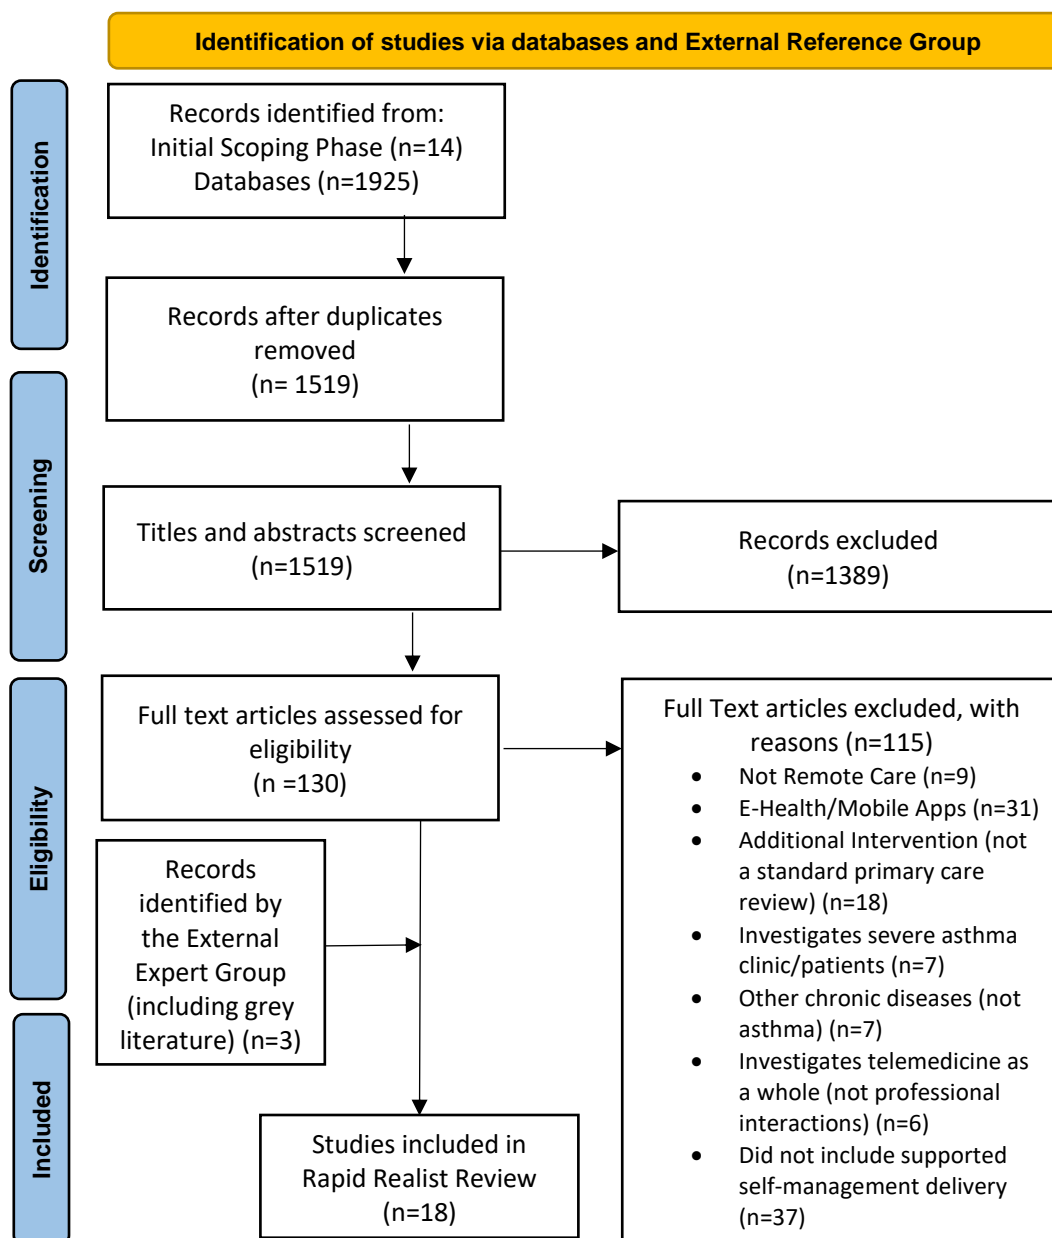 Identification of studies via databases and External Reference Group
Identification
Records identified from:
Initial Scoping Phase (n=14)
Databases (n=1925)
Records after duplicates
removed
(n= 1519)
Screening
Titles and abstracts screened
(n=1519)
Records excluded
(n=1389)
Eligibility
Full text articles assessed for
eligibility
(n =130)
Full Text articles excluded, with
reasons (n=115)
• Not Remote Care (n=9)
• E-Health/Mobile Apps (n=31)
• Additional Intervention (not
a standard primary care
review) (n=18)
• Investigates severe asthma
clinic/patients (n=7)
• Other chronic diseases (not
asthma) (n=7)
• Investigates telemedicine as
a whole (not professional
interactions) (n=6)
• Did not include supported
self-management delivery
(n=37)
Records
identified by
the External
Expert Group
(including grey
literature) (n=3)
Included
Studies included in
Rapid Realist Review
(n=18)